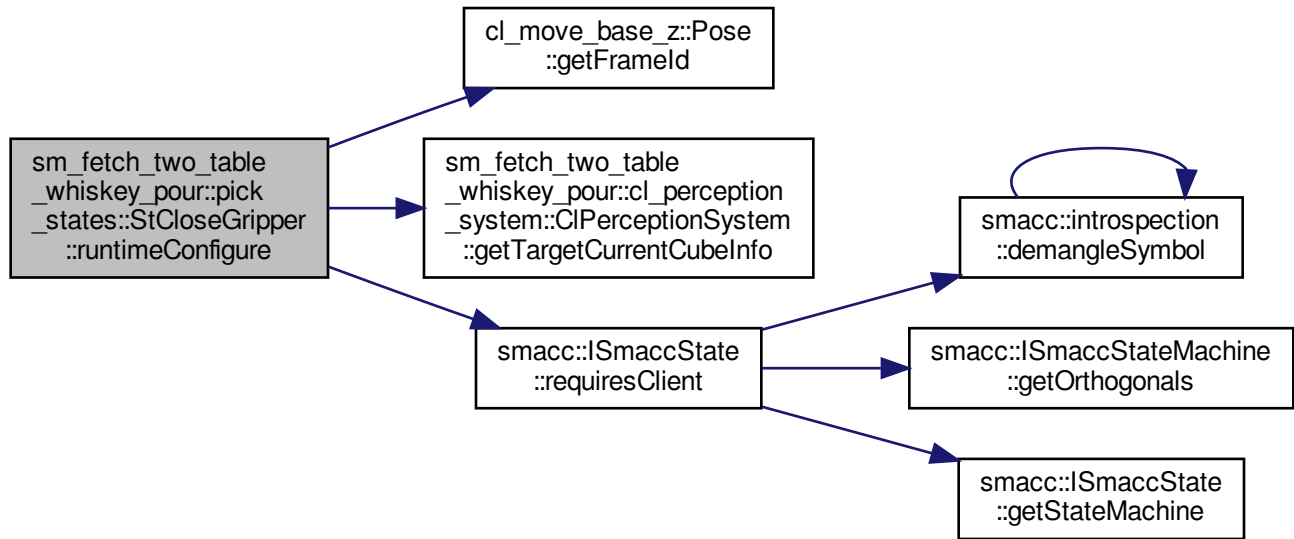 cl_move_base_z::Pose
::getFrameId
sm_fetch_two_table
_whiskey_pour::pick
_states::StCloseGripper
::runtimeConfigure
sm_fetch_two_table
_whiskey_pour::cl_perception
_system::ClPerceptionSystem
::getTargetCurrentCubeInfo
smacc::ISmaccState
::requiresClient
smacc::introspection
::demangleSymbol
smacc::ISmaccStateMachine
::getOrthogonals
smacc::ISmaccState
::getStateMachine